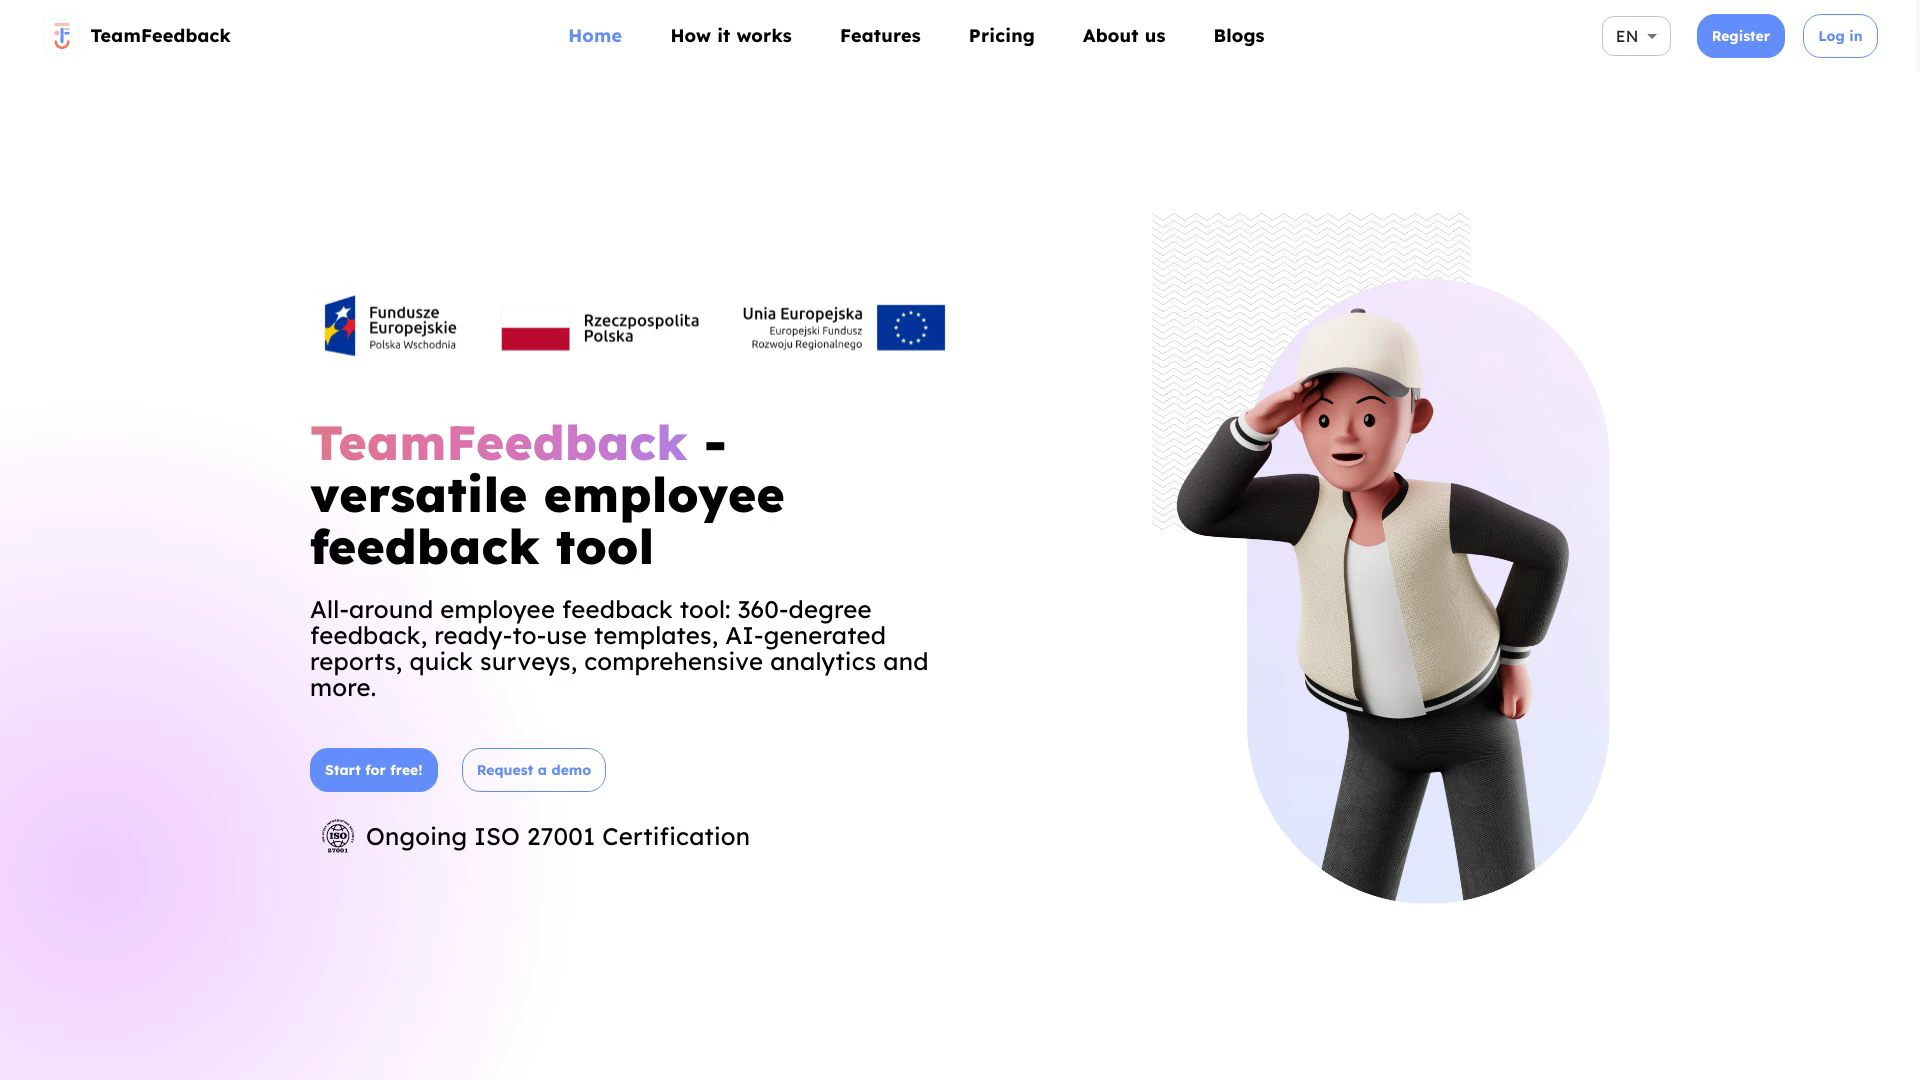 TeamFeedback
Home
How it works
Features
Pricing
About us
Blogs
EN
Register
Log in
Fundusze
Europejskie
Polska Wschodnia
Rzeczpospolita
Polska
Unia Europejska
Europejski Fundusz
Rozwoju Regionalnego
TeamFeedback -
versatile employee
feedback tool
All-around employee feedback tool: 360-degree
feedback, ready-to-use templates, AI-generated
reports, quick surveys, comprehensive analytics and
more.
Start for free!
Request a demo
ISO
27001
Ongoing ISO 27001 Certification